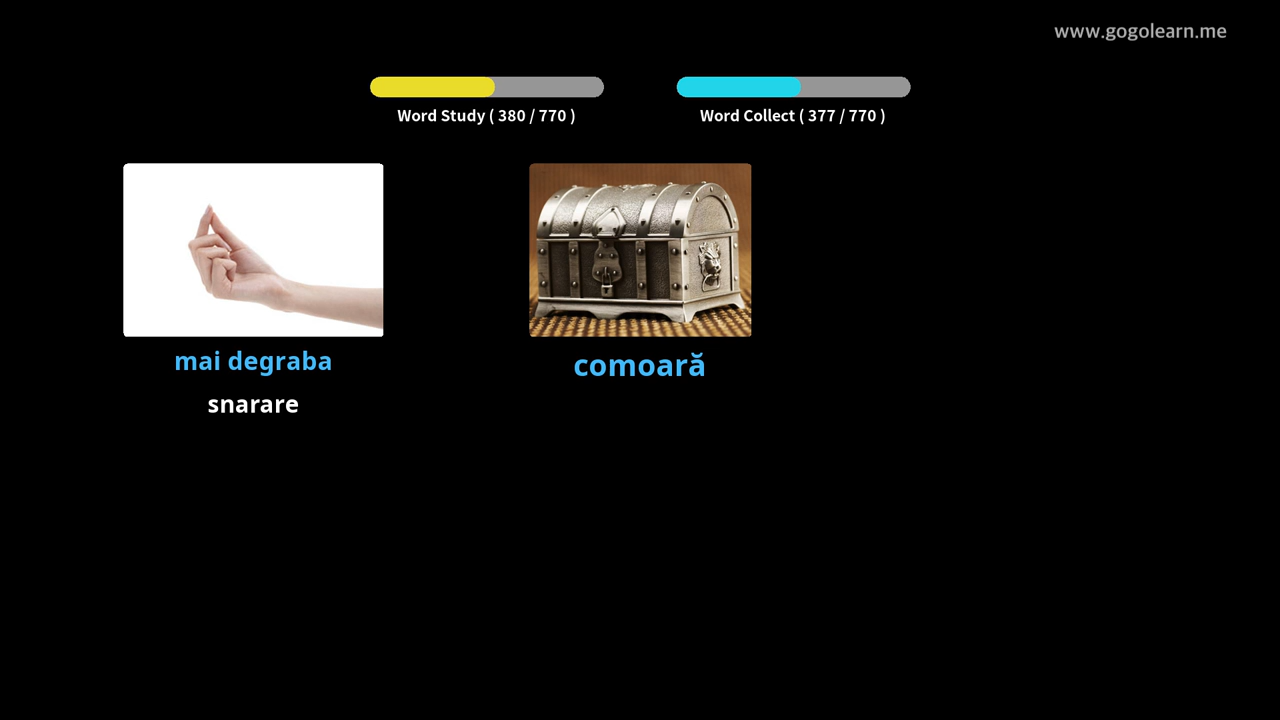 www.gogolearn.me
Word Study ( 380 / 770 )
Word Collect ( 377 / 770 )
mai degraba
snarare
comoară